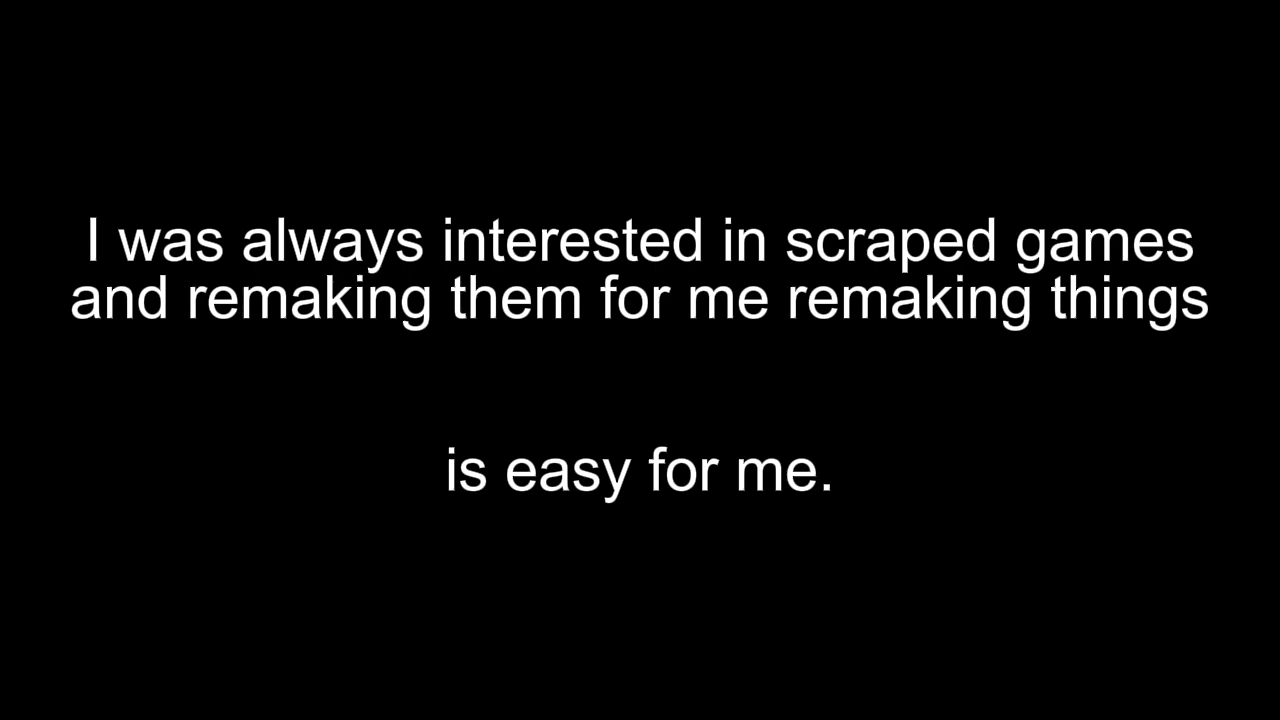 I was always interested in scraped games
and remaking them for me remaking things
is easy for me.